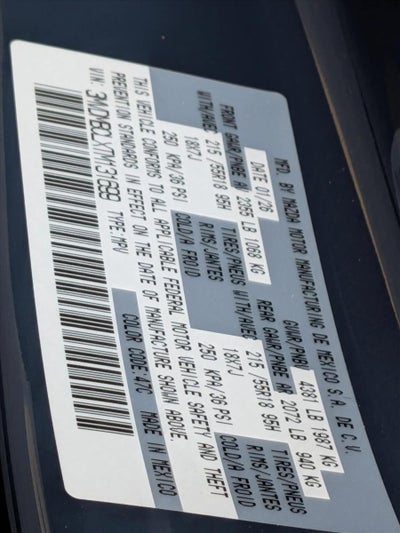 MFD. BY MAZDA MOTOR MANUFACTURING DE MEXICO S.A. DE C.V.
DATE 01/26 GVWR/PNBV 4381 LB 1987 KG
FRONT GAWR/PNBE AV 2355 LB 1068 KG REAR GAWR/PNBE AR 2072 LB 940 KG
WITH/AVEC 215/55R18 95H TIRES/PNEUS WITH/AVEC 215/55R18 95H TIRES/PNEUS
18X7J RIMS/JANTES 18X7J RIMS/JANTES
250 KPA/36 PSI COLD/A FROID 250 KPA/36 PSI COLD/A FROID
THIS VEHICLE CONFORMS TO ALL APPLICABLE FEDERAL MOTOR VEHICLE SAFETY AND THEFT
PREVENTION STANDARDS IN EFFECT ON THE DATE OF MANUFACTURE SHOWN ABOVE.
VIN: TYPE: MPV COLOR CODE 47C MADE IN MEXICO